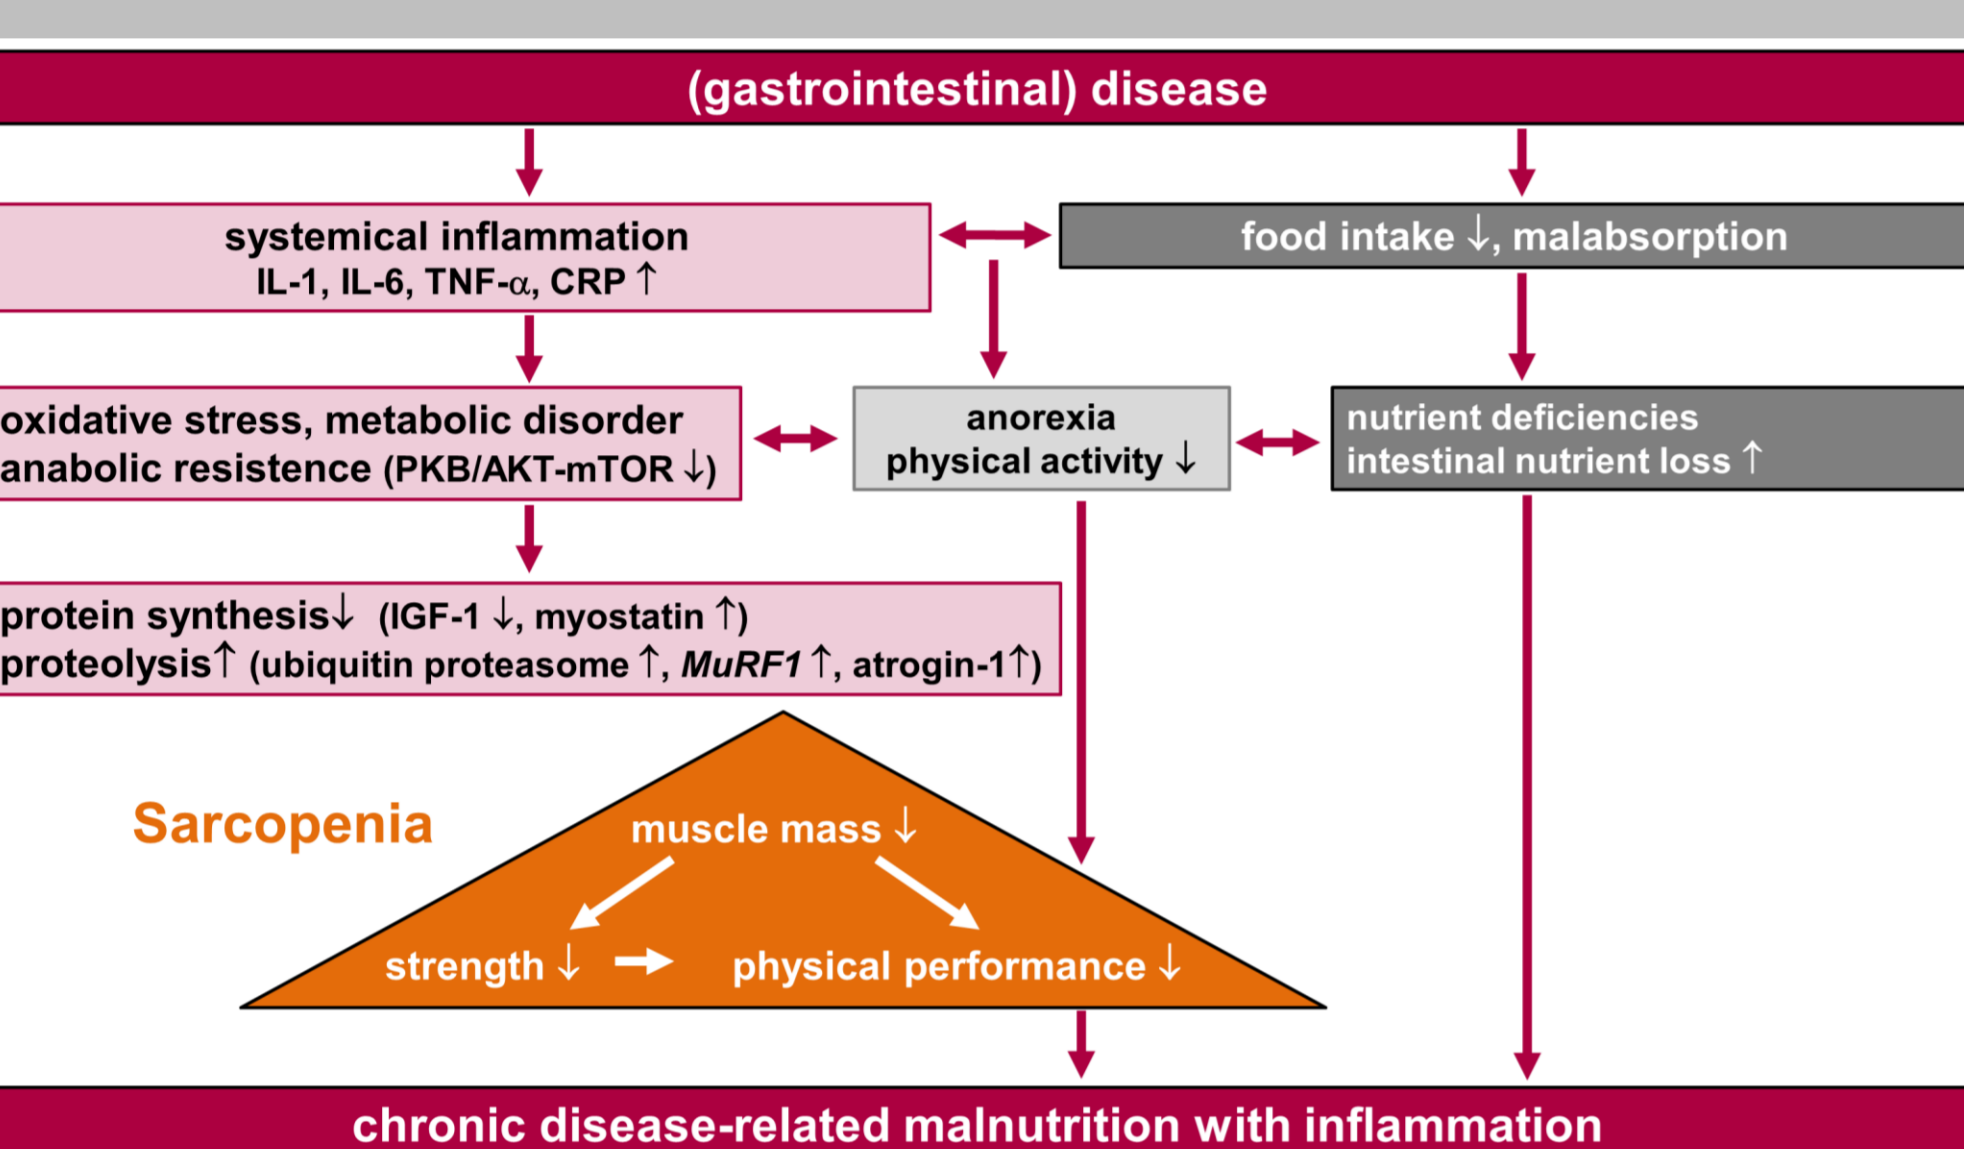 (gastrointestinal) disease
systemical inflammation
IL-1, IL-6, TNF-α, CRP ↑
food intake ↓, malabsorption
oxidative stress, metabolic disorder
anabolic resistence (PKB/AKT-mTOR ↓)
anorexia
physical activity ↓
nutrient deficiencies
intestinal nutrient loss ↑
protein synthesis↓ (IGF-1 ↓, myostatin ↑)
proteolysis↑ (ubiquitin proteasome ↑, MuRF1 ↑, atrogin-1↑)
Sarcopenia
muscle mass ↓
strength ↓
physical performance ↓
chronic disease-related malnutrition with inflammation